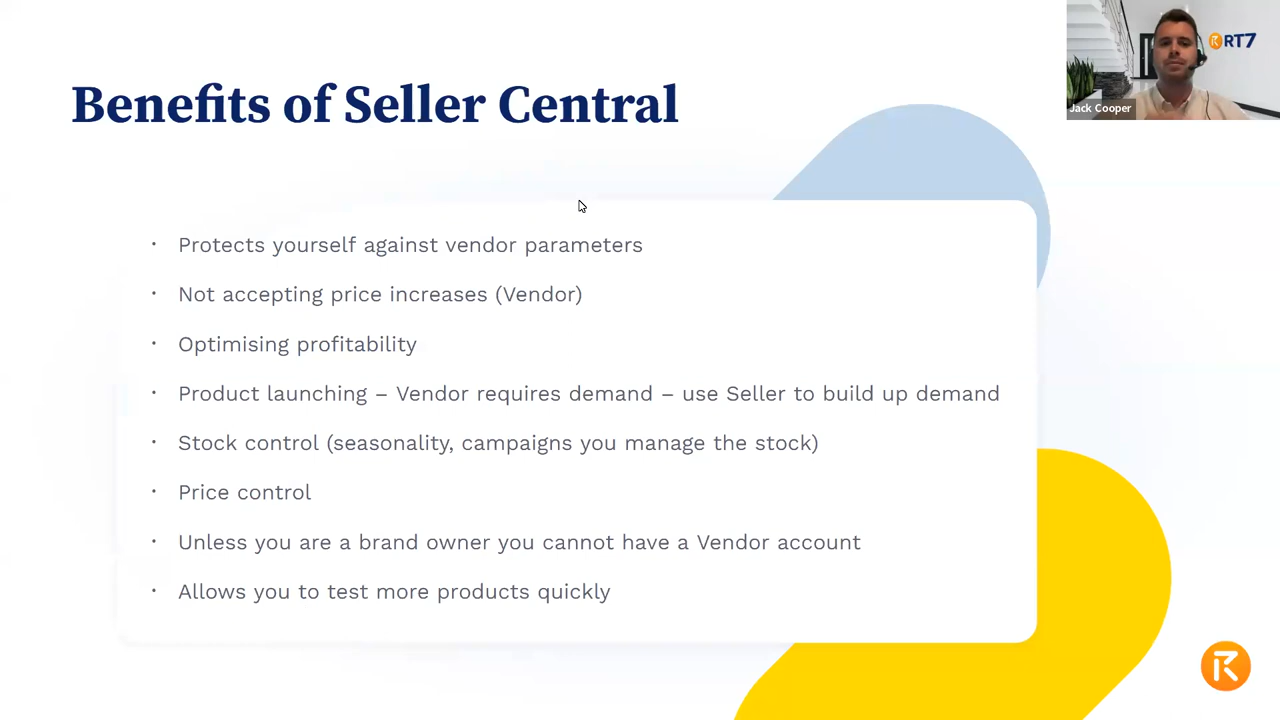 Benefits of Seller Central
RT7
Jack Cooper
· Protects yourself against vendor parameters
· Not accepting price increases (Vendor)
· Optimising profitability
· Product launching – Vendor requires demand – use Seller to build up demand
· Stock control (seasonality, campaigns you manage the stock)
· Price control
· Unless you are a brand owner you cannot have a Vendor account
· Allows you to test more products quickly